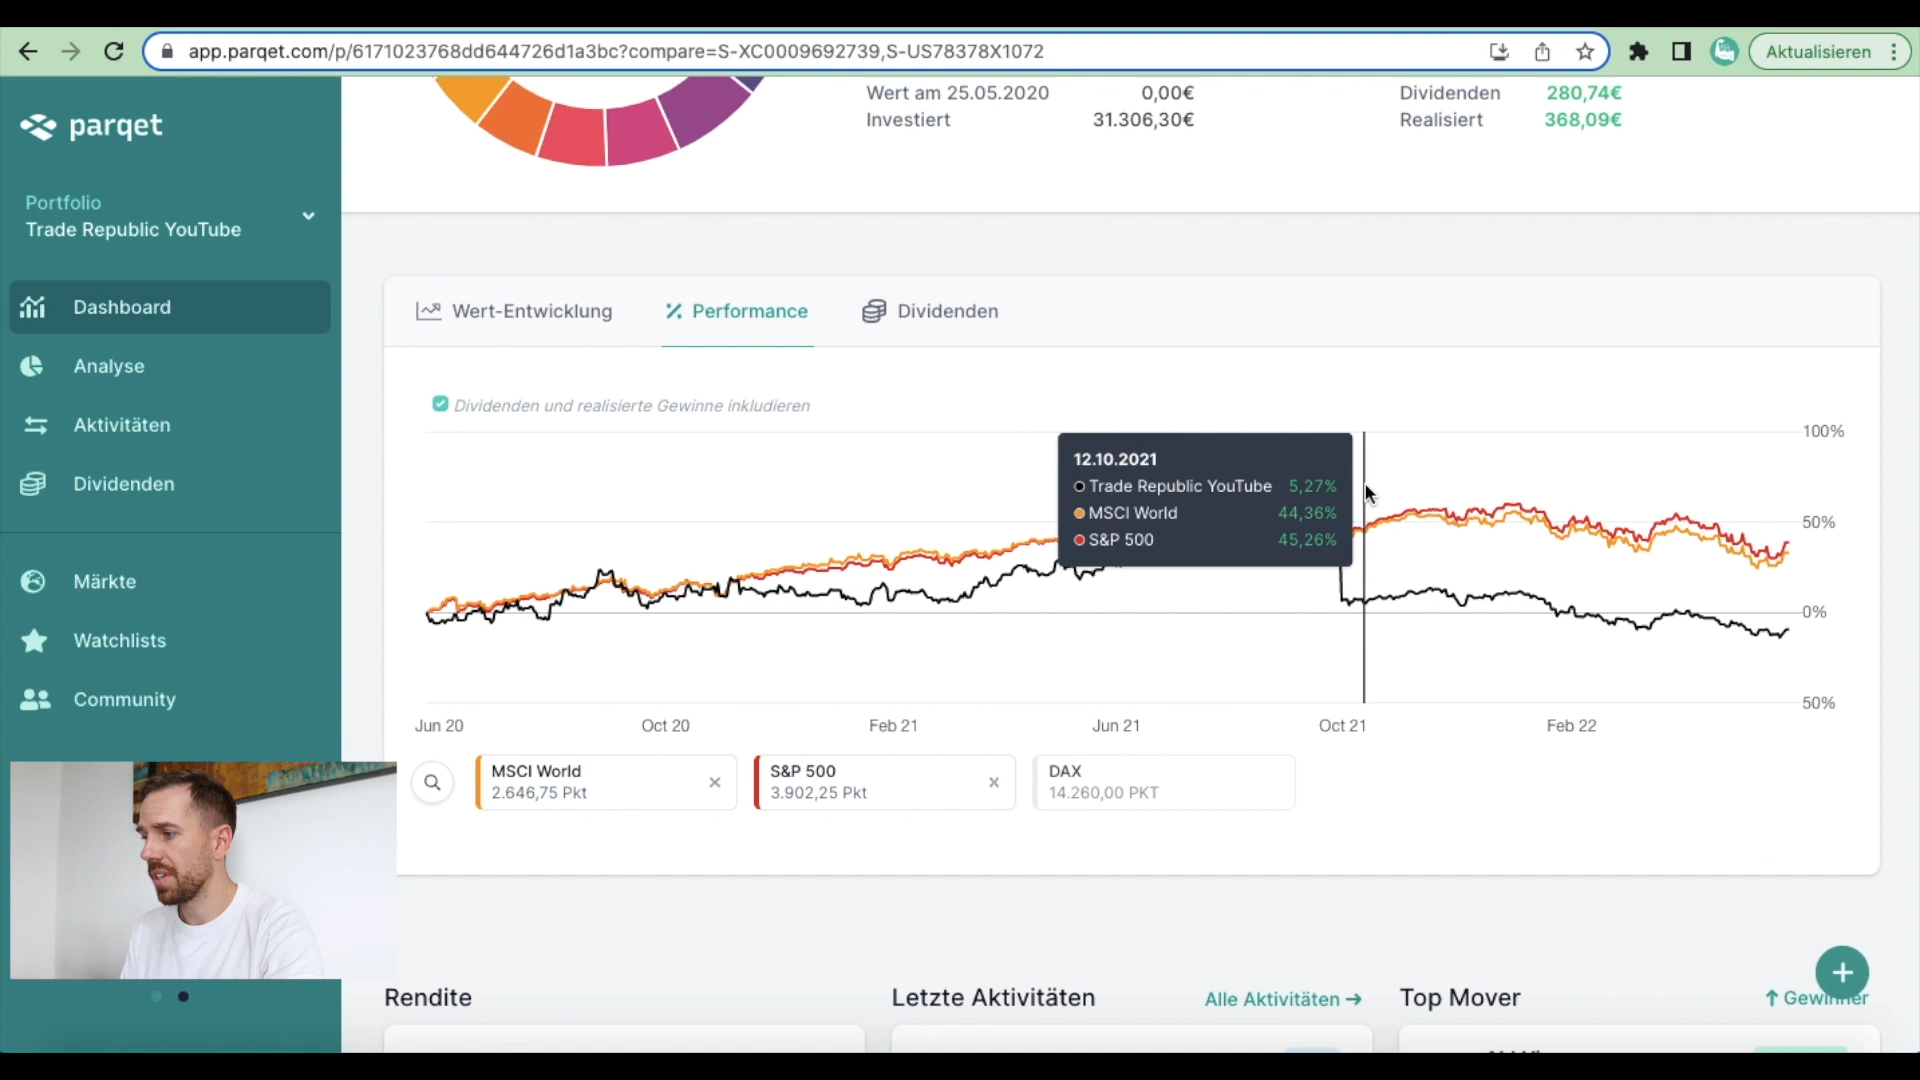 app.parqet.com/p/6171023768dd644726d1a3bc?compare=S-XC0009692739,S-US78378X1072
Aktualisieren
parqet
Portfolio
Trade Republic YouTube
Dashboard
Analyse
Aktivitäten
Dividenden
Märkte
Watchlists
Community
Wert am 25.05.2020 0,00€
Investiert 31.306,30€
Dividenden 280,74€
Realisiert 368,09€
Wert-Entwicklung
Performance
Dividenden
Dividenden und realisierte Gewinne inkludieren
12.10.2021
Trade Republic YouTube 5,27%
MSCI World 44,36%
S&P 500 45,26%
100%
50%
0%
50%
Jun 20
Oct 20
Feb 21
Jun 21
Oct 21
Feb 22
MSCI World
2.646,75 Pkt
S&P 500
3.902,25 Pkt
DAX
14.260,00 PKT
Rendite
Letzte Aktivitäten
Alle Aktivitäten →
Top Mover
↑ Gewinner